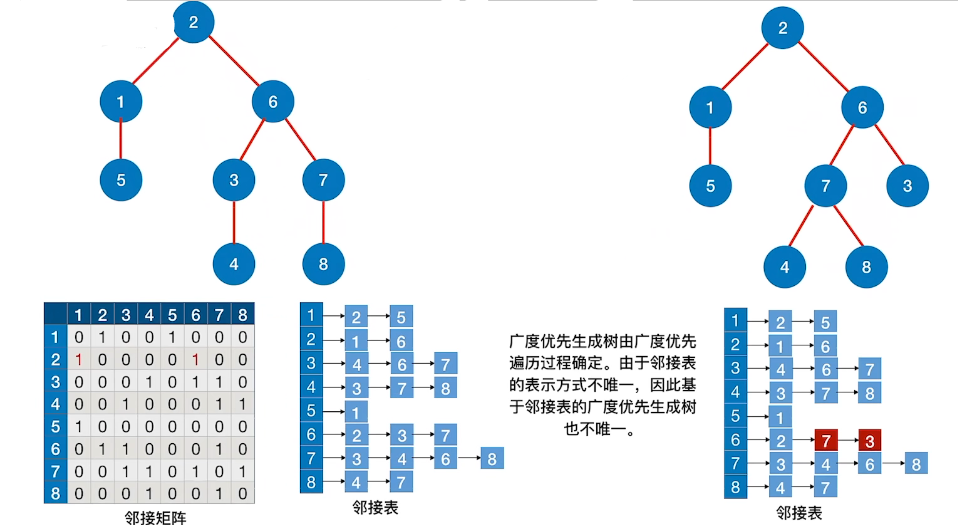 2
2
1
6
1
6
5
3
7
5
7
3
4
8
4
8
1 2 3 4 5 6 7 8
1 0 1 0 0 1 0 0 0
2 1 0 0 0 0 1 0 0
3 0 0 0 1 0 1 1 0
4 0 0 1 0 0 0 1 1
5 1 0 0 0 0 0 0 0
6 0 1 1 0 0 0 1 0
7 0 0 1 1 0 1 0 1
8 0 0 0 1 0 0 1 0
邻接矩阵
1 2 5
2 1 6
3 4 6 7
4 3 7 8
5 1
6 2 3 7
7 3 4 6 8
8 4 7
邻接表
广度优先生成树由广度优先
遍历过程确定。由于邻接表
的表示方式不唯一，因此基
于邻接表的广度优先生成树
也不唯一。
1 2 5
2 1 6
3 4 6 7
4 3 7 8
5 1
6 2 7 3
7 3 4 6 8
8 4 7
邻接表